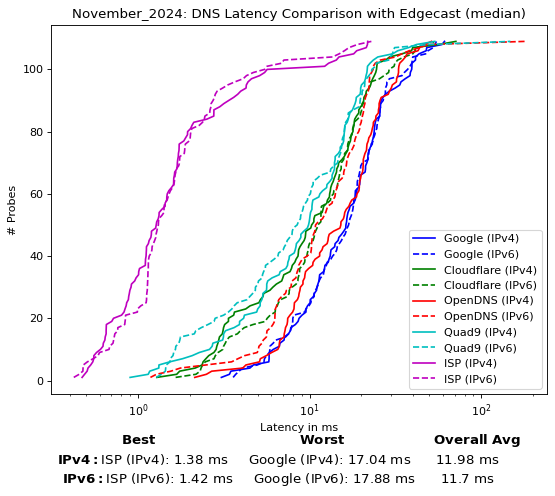 November_2024: DNS Latency Comparison with Edgecast (median)
# Probes
100
80
60
40
20
0
Google (IPv4)
Google (IPv6)
Cloudflare (IPv4)
Cloudflare (IPv6)
OpenDNS (IPv4)
OpenDNS (IPv6)
Quad9 (IPv4)
Quad9 (IPv6)
ISP (IPv4)
ISP (IPv6)
10⁰ 10¹ 10²
Latency in ms
Best Worst Overall Avg
IPv4: ISP (IPv4): 1.38 ms Google (IPv4): 17.04 ms 11.98 ms
IPv6: ISP (IPv6): 1.42 ms Google (IPv6): 17.88 ms 11.7 ms